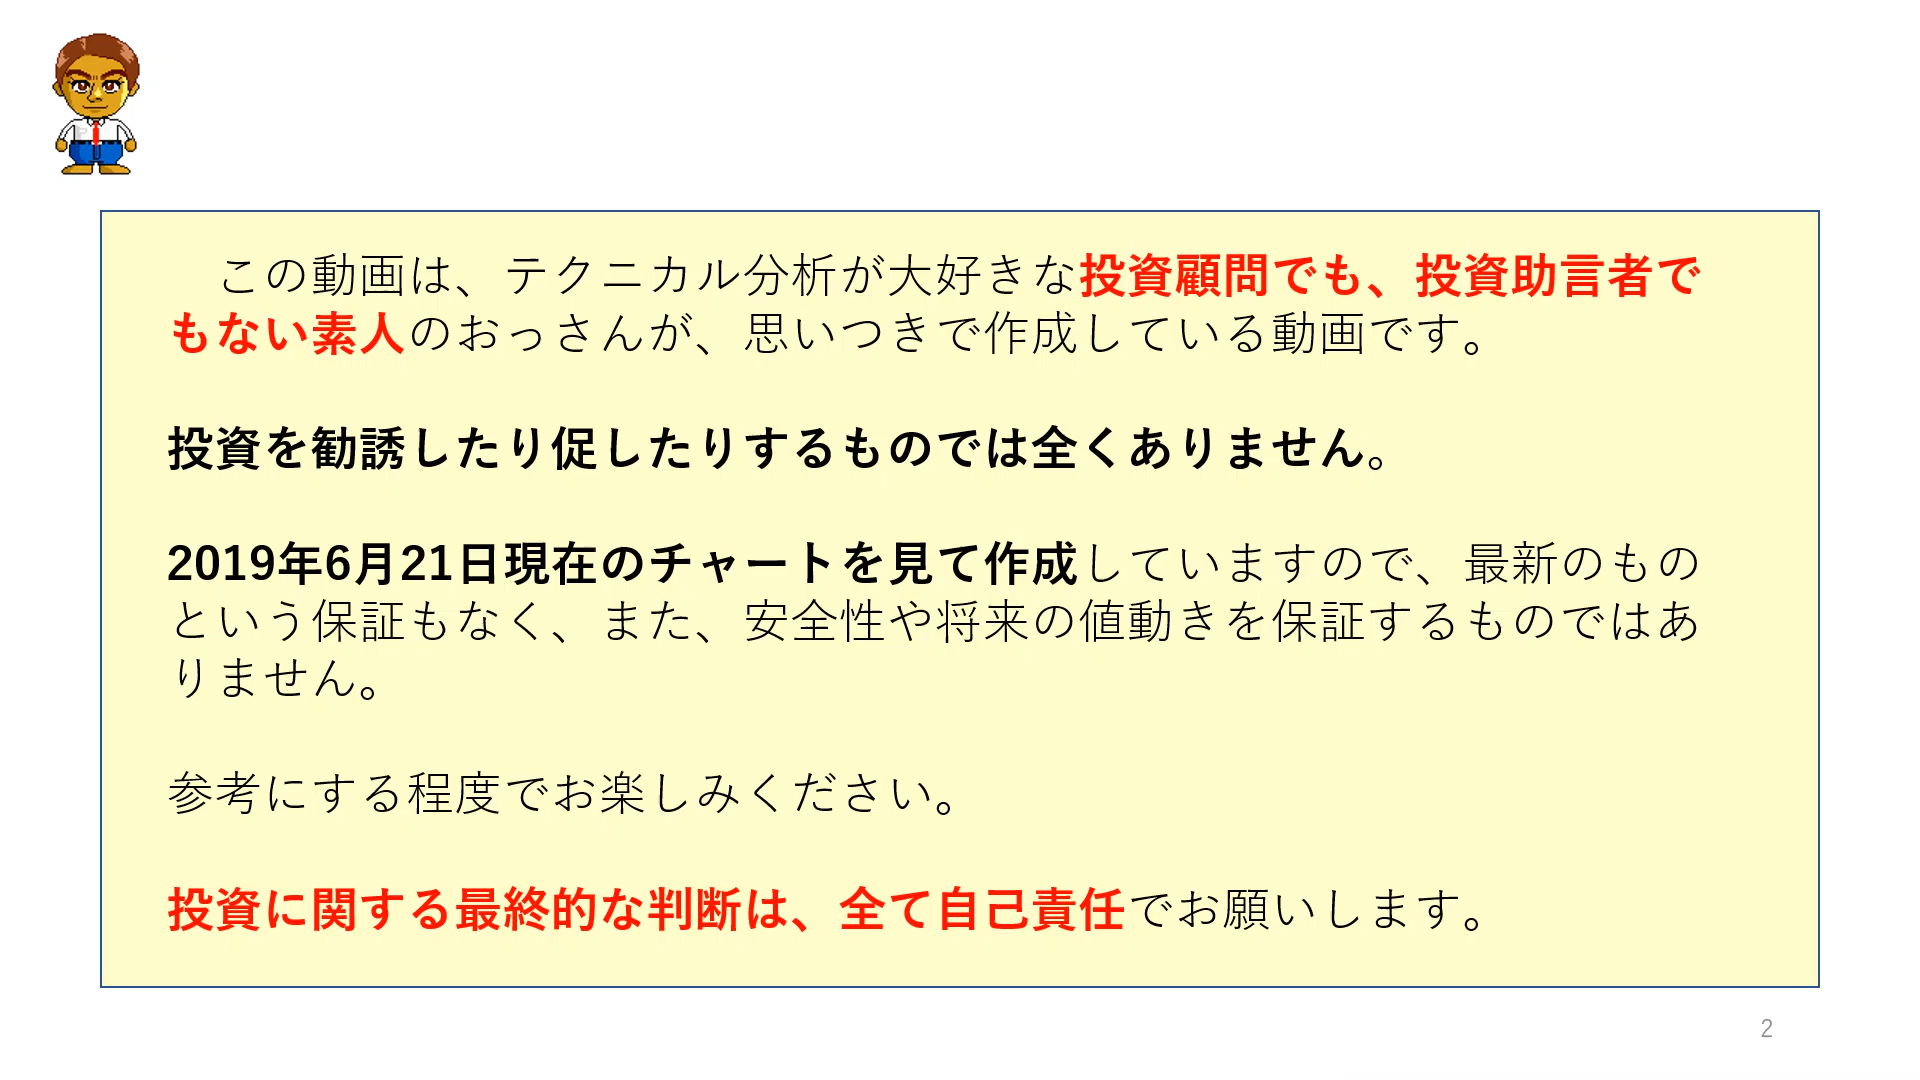 この動画は、テクニカル分析が大好きな投資顧問でも、投資助言者で
もない素人のおっさんが、思いつきで作成している動画です。
投資を勧誘したり促したりするものでは全くありません。
2019年6月21日現在のチャートを見て作成していますので、最新のもの
という保証もなく、また、安全性や将来の値動きを保証するものではあ
りません。
参考にする程度でお楽しみください。
投資に関する最終的な判断は、全て自己責任でお願いします。
2